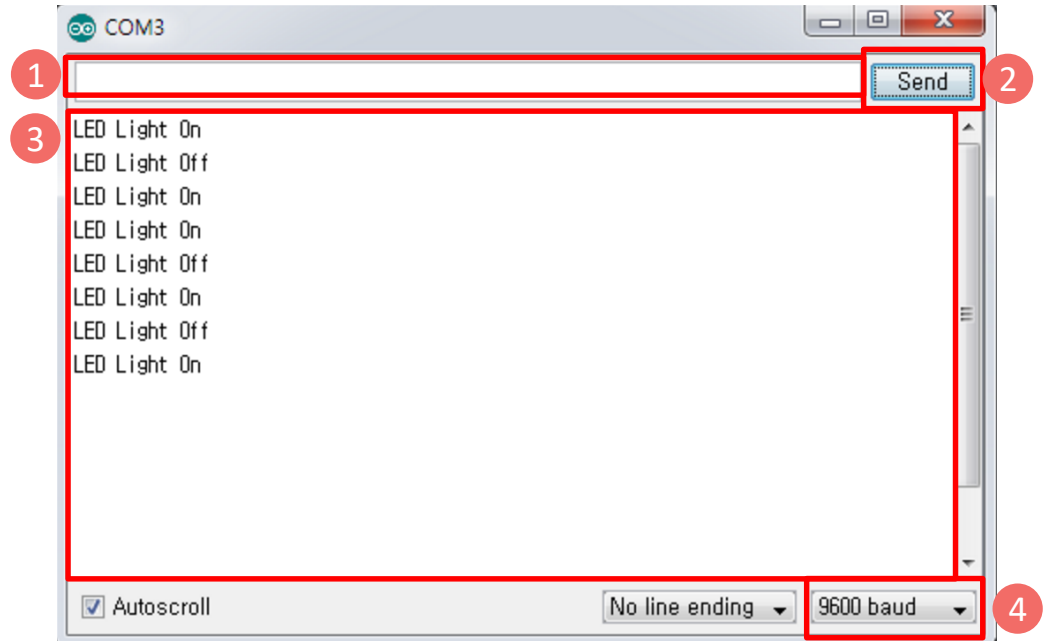 COM3
1
Send
2
3
LED Light On
LED Light Off
LED Light On
LED Light On
LED Light Off
LED Light On
LED Light Off
LED Light On
Autoscroll
No line ending
9600 baud
4